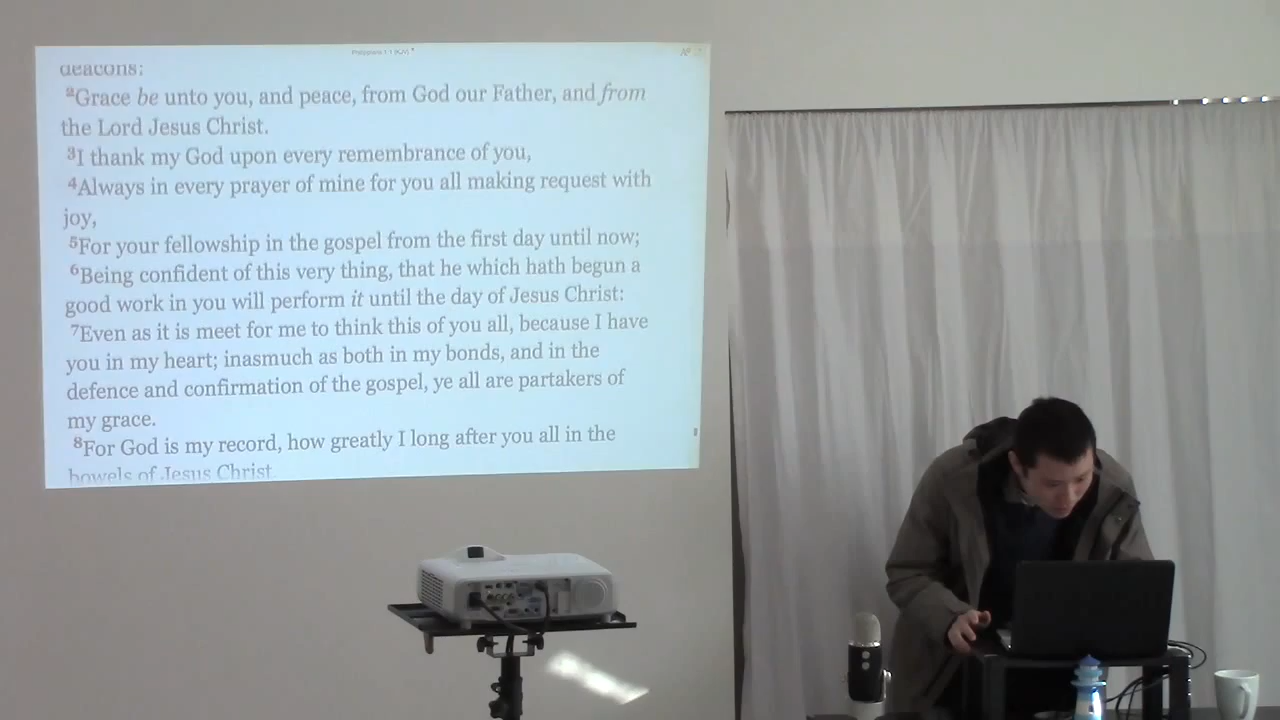 Philippians 1:1 (KJV)
deacons:
2Grace be unto you, and peace, from God our Father, and from
the Lord Jesus Christ.
3I thank my God upon every remembrance of you,
4Always in every prayer of mine for you all making request with
joy,
5For your fellowship in the gospel from the first day until now;
6Being confident of this very thing, that he which hath begun a
good work in you will perform it until the day of Jesus Christ:
7Even as it is meet for me to think this of you all, because I have
you in my heart; inasmuch as both in my bonds, and in the
defence and confirmation of the gospel, ye all are partakers of
my grace.
8For God is my record, how greatly I long after you all in the
bowels of Jesus Christ